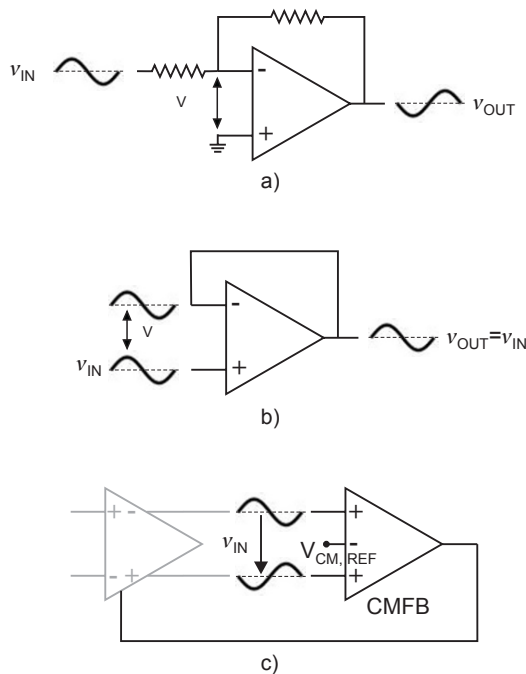 vIN
-
V
+
vOUT
a)
-
V
vIN
+
vOUT=vIN
b)
+ -
+
vIN
VCM, REF
-
- +
+
CMFB
c)